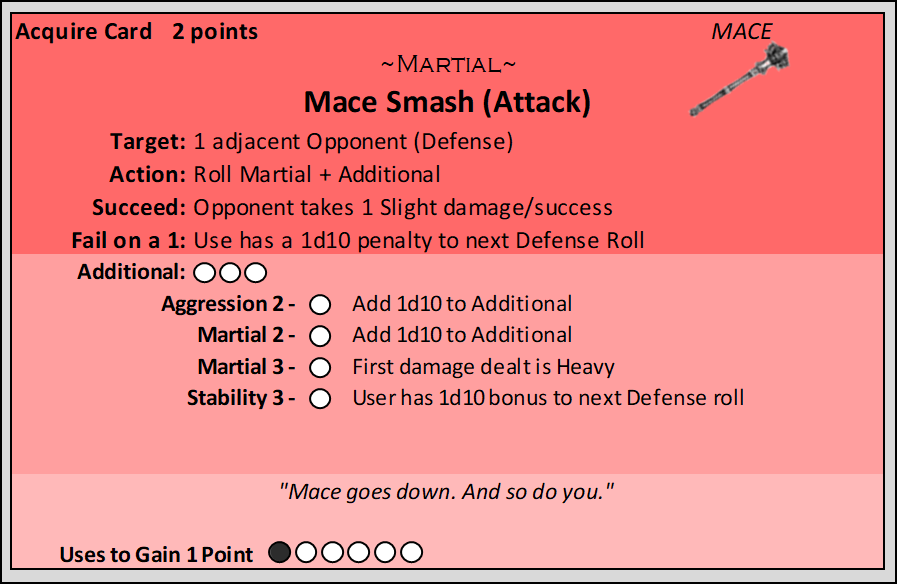 Acquire Card 2 points
MACE
~MARTIAL~
Mace Smash (Attack)
Target: 1 adjacent Opponent (Defense)
Action: Roll Martial + Additional
Succeed: Opponent takes 1 Slight damage/success
Fail on a 1: Use has a 1d10 penalty to next Defense Roll
Additional:
Aggression 2 - Add 1d10 to Additional
Martial 2 - Add 1d10 to Additional
Martial 3 - First damage dealt is Heavy
Stability 3 - User has 1d10 bonus to next Defense roll
"Mace goes down. And so do you."
Uses to Gain 1 Point